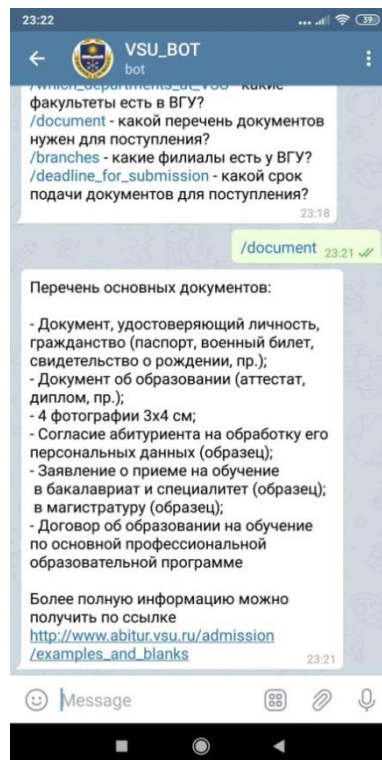 23:22
39
VSU_BOT
bot
/which_departments_at_VSU - какие
факультеты есть в ВГУ?
/document - какой перечень документов
нужен для поступления?
/branches - какие филиалы есть у ВГУ?
/deadline_for_submission - какой срок
подачи документов для поступления?
23:18
/document 23:21
Перечень основных документов:
- Документ, удостоверяющий личность,
гражданство (паспорт, военный билет,
свидетельство о рождении, пр.);
- Документ об образовании (аттестат,
диплом, пр.);
- 4 фотографии 3х4 см;
- Согласие абитуриента на обработку его
персональных данных (образец);
- Заявление о приеме на обучение
в бакалавриат и специалитет (образец);
в магистратуру (образец);
- Договор об образовании на обучение
по основной профессиональной
образовательной программе
Более полную информацию можно
получить по ссылке
http://www.abitur.vsu.ru/admission
/examples_and_blanks
23:21
Message